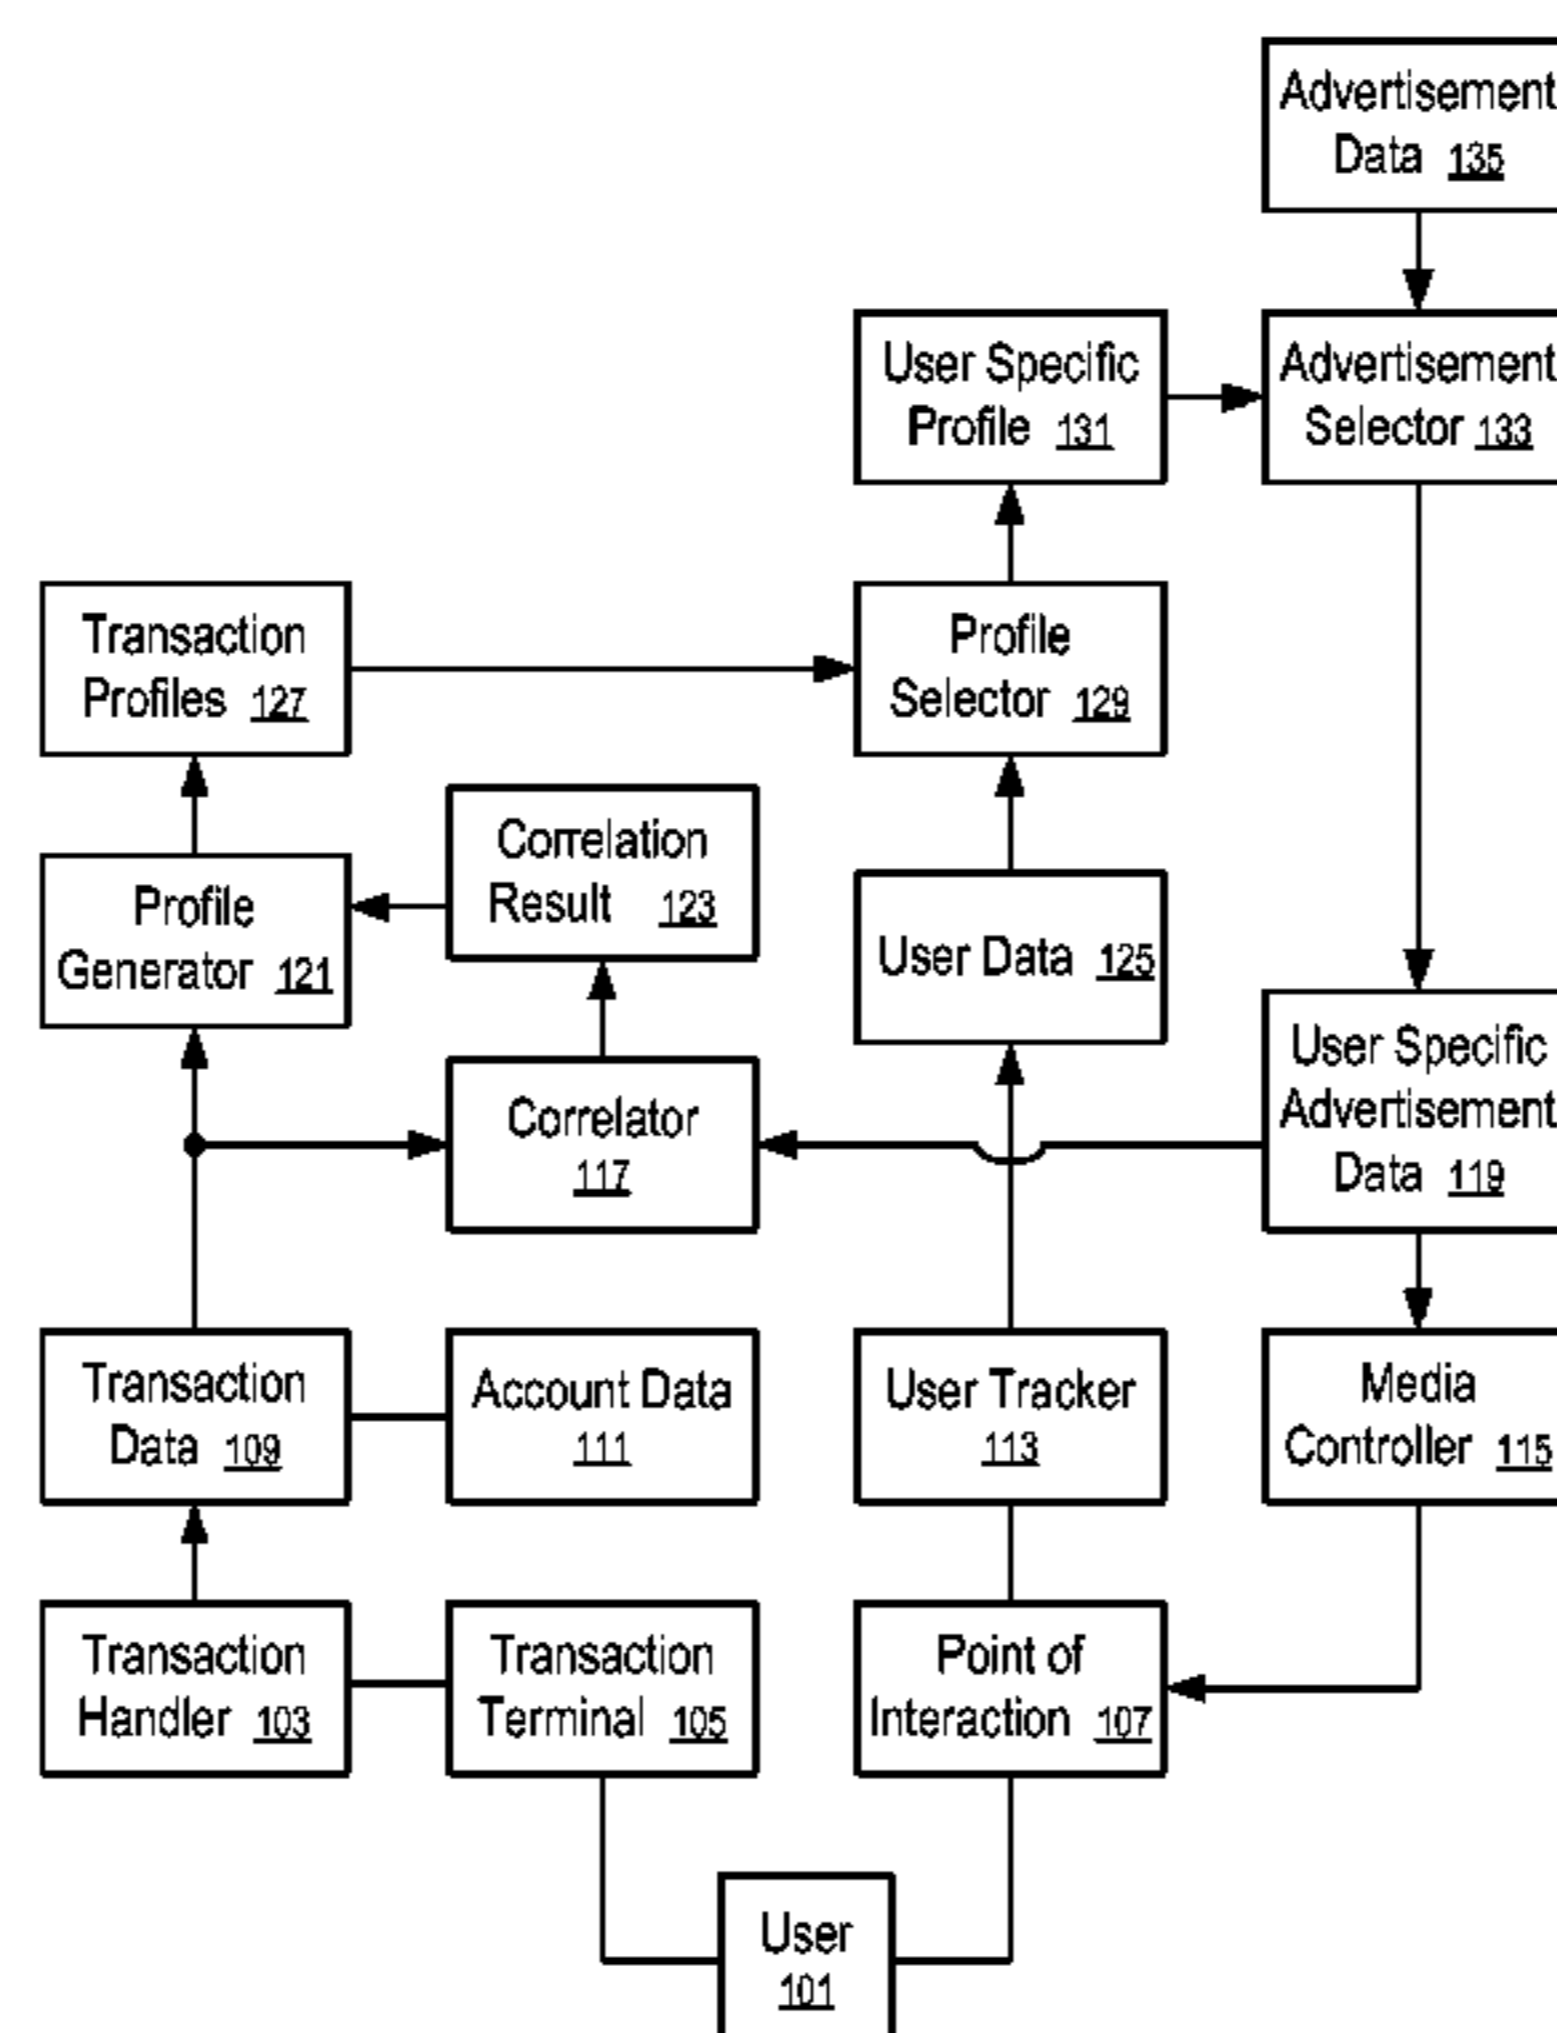 Advertisement
Data 135
User Specific
Profile 131
Advertisement
Selector 133
Transaction
Profiles 127
Profile
Selector 129
Correlation
Result 123
Profile
Generator 121
User Data 125
User Specific
Advertisement
Data 119
Correlator
117
Transaction
Data 109
Account Data
111
User Tracker
113
Media
Controller 115
Transaction
Handler 103
Transaction
Terminal 105
Point of
Interaction 107
User
101